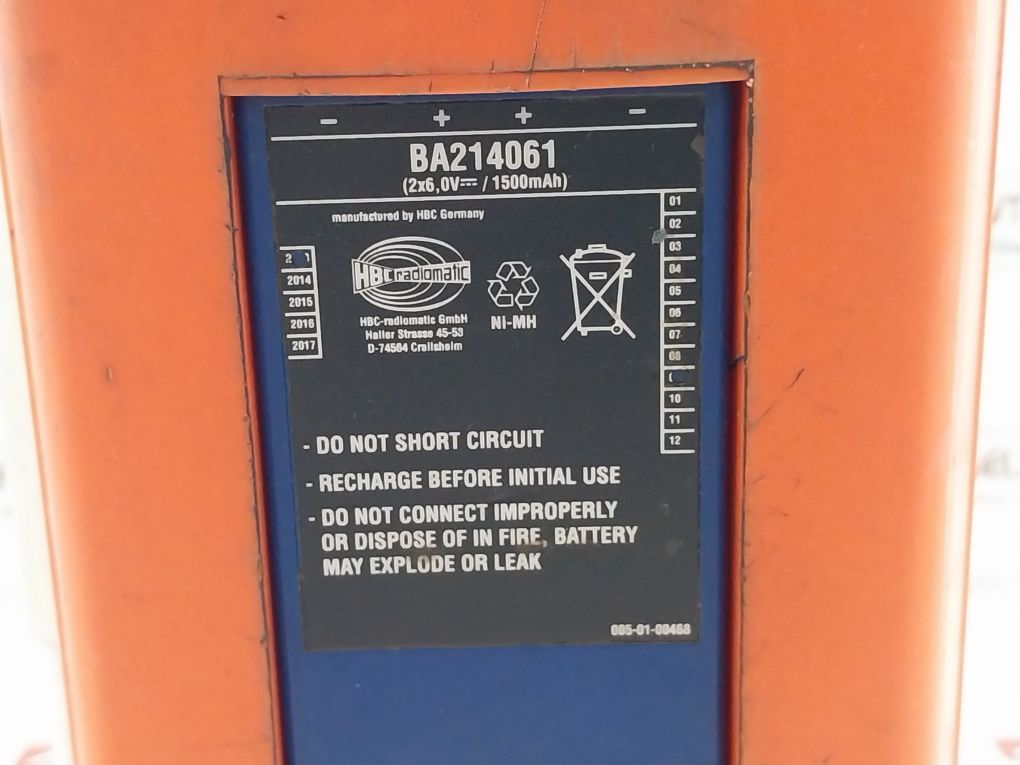 − + + −
BA214061
(2x6,0V⎓ / 1500mAh)
manufactured by HBC Germany
HBC radiomatic
HBC-radiomatic GmbH
Haller Strasse 45-53
D-74564 Crailsheim
Ni-MH
2014
2015
2016
2017
01
02
03
04
05
06
07
08
10
11
12
- DO NOT SHORT CIRCUIT
- RECHARGE BEFORE INITIAL USE
- DO NOT CONNECT IMPROPERLY
OR DISPOSE OF IN FIRE, BATTERY
MAY EXPLODE OR LEAK
005-01-00458